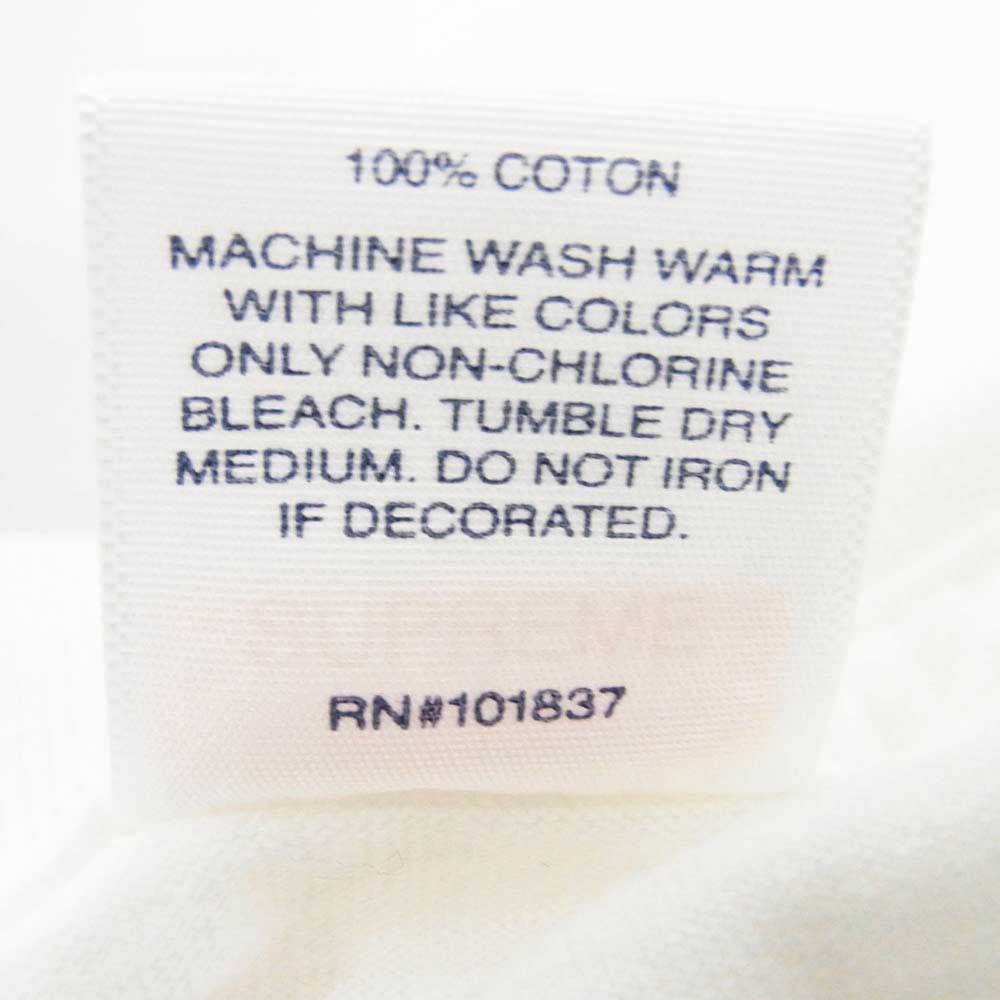 100% COTON
MACHINE WASH WARM
WITH LIKE COLORS
ONLY NON-CHLORINE
BLEACH. TUMBLE DRY
MEDIUM. DO NOT IRON
IF DECORATED.
RN#101837